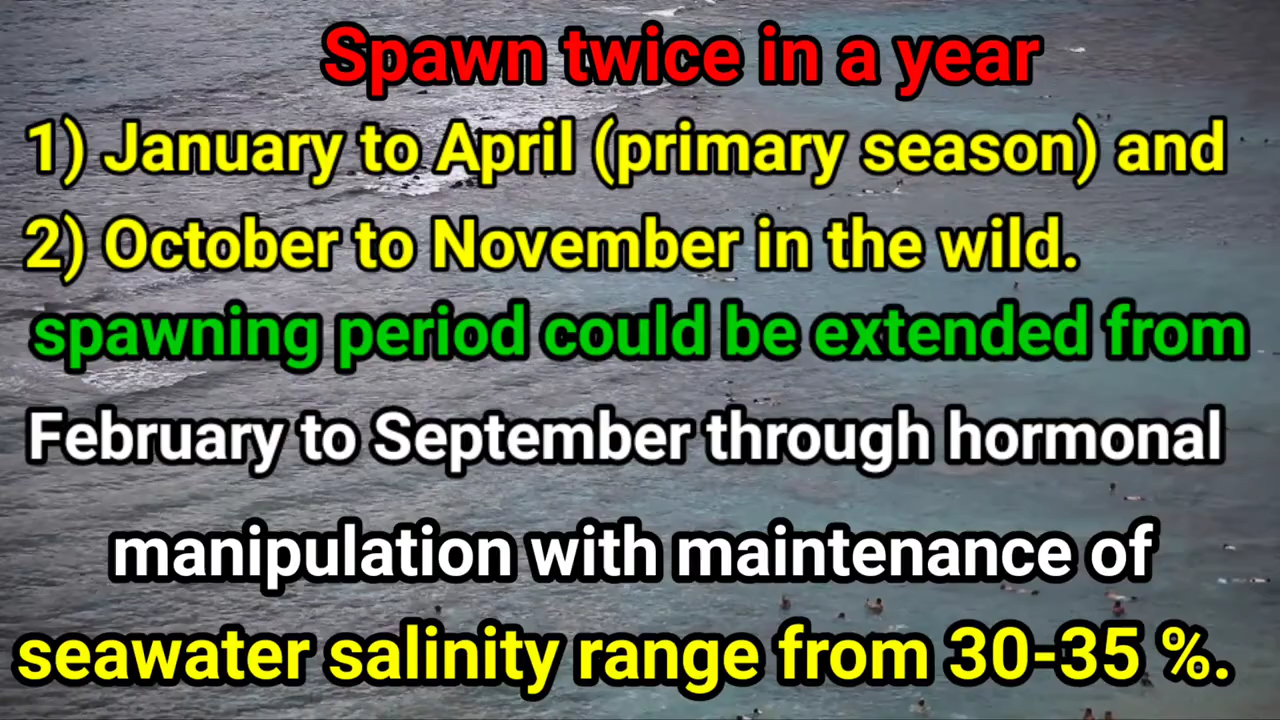 Spawn twice in a year
1) January to April (primary season) and
2) October to November in the wild.
spawning period could be extended from
February to September through hormonal
manipulation with maintenance of
seawater salinity range from 30-35 %.